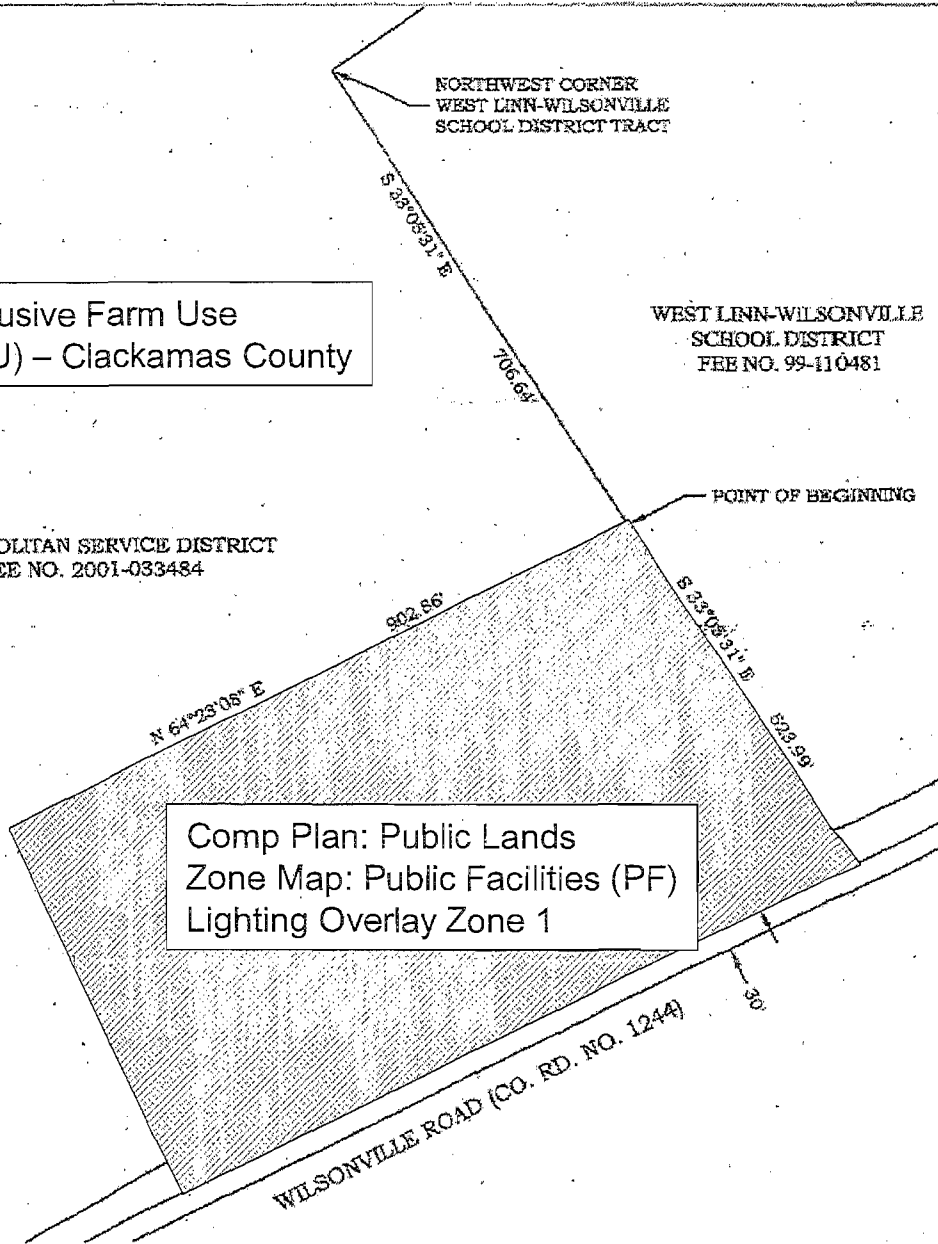 NORTHWEST CORNER
WEST LINN-WILSONVILLE
SCHOOL DISTRICT TRACT
S 33°05'31" E
706.64'
usive Farm Use
U) – Clackamas County
WEST LINN-WILSONVILLE
SCHOOL DISTRICT
FEE NO. 99-110481
POINT OF BEGINNING
OLITAN SERVICE DISTRICT
EE NO. 2001-033484
902.86'
N 64°23'08" E
S 33°05'31" E
523.99'
Comp Plan: Public Lands
Zone Map: Public Facilities (PF)
Lighting Overlay Zone 1
30'
WILSONVILLE ROAD (CO. RD. NO. 1244)